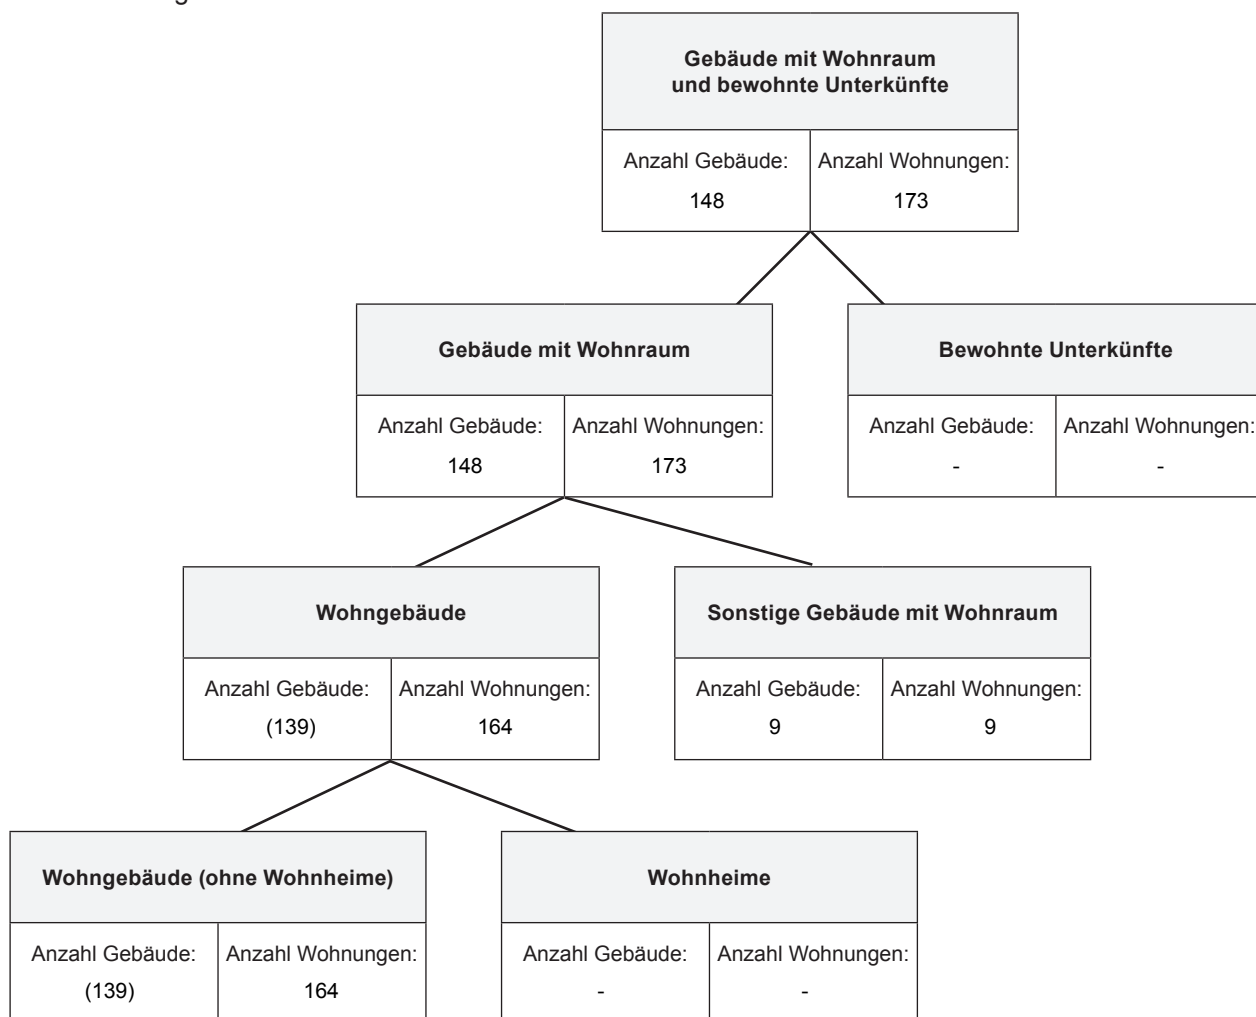 Gebäude mit Wohnraum
und bewohnte Unterkünfte
Anzahl Gebäude: Anzahl Wohnungen:
148 173
Gebäude mit Wohnraum
Anzahl Gebäude: Anzahl Wohnungen:
148 173
Bewohnte Unterkünfte
Anzahl Gebäude: Anzahl Wohnungen:
- -
Wohngebäude
Anzahl Gebäude: Anzahl Wohnungen:
(139) 164
Sonstige Gebäude mit Wohnraum
Anzahl Gebäude: Anzahl Wohnungen:
9 9
Wohngebäude (ohne Wohnheime)
Anzahl Gebäude: Anzahl Wohnungen:
(139) 164
Wohnheime
Anzahl Gebäude: Anzahl Wohnungen:
- -